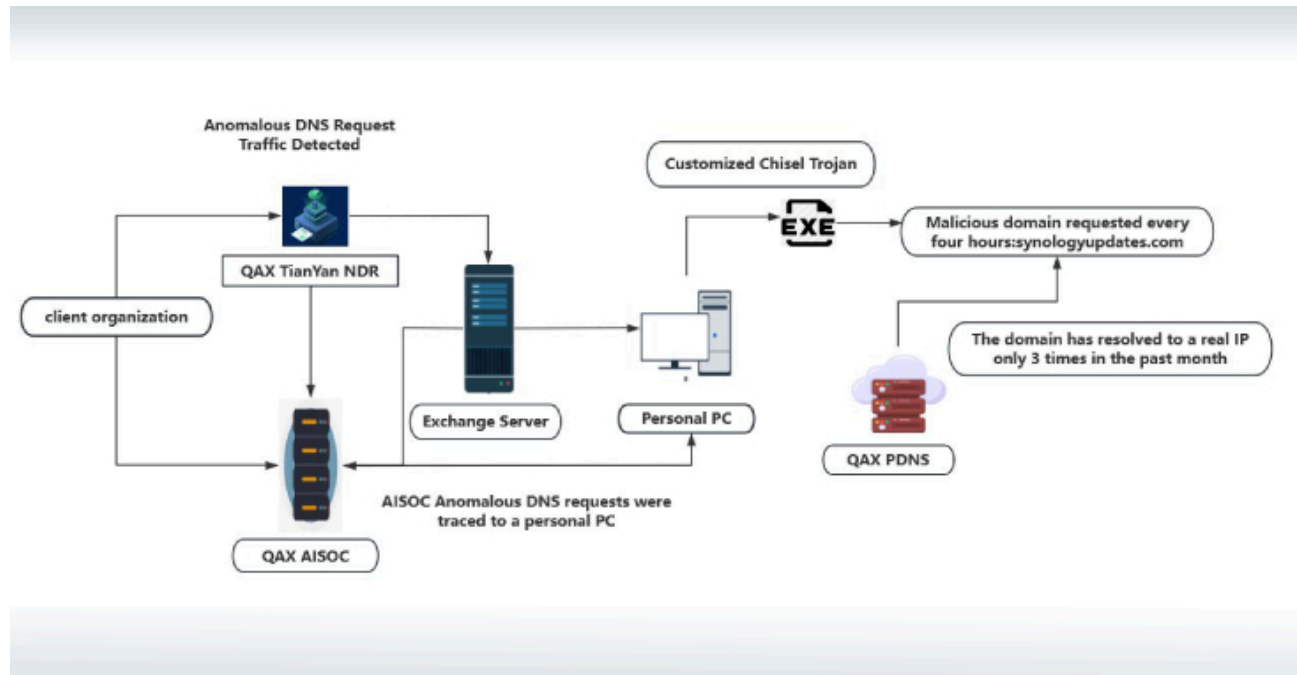 Anomalous DNS Request
Traffic Detected
Customized Chisel Trojan
EXE
Malicious domain requested every
four hours:synologyupdates.com
QAX TianYan NDR
client organization
The domain has resolved to a real IP
only 3 times in the past month
Exchange Server
Personal PC
QAX PDNS
AISOC Anomalous DNS requests were
traced to a personal PC
QAX AISOC